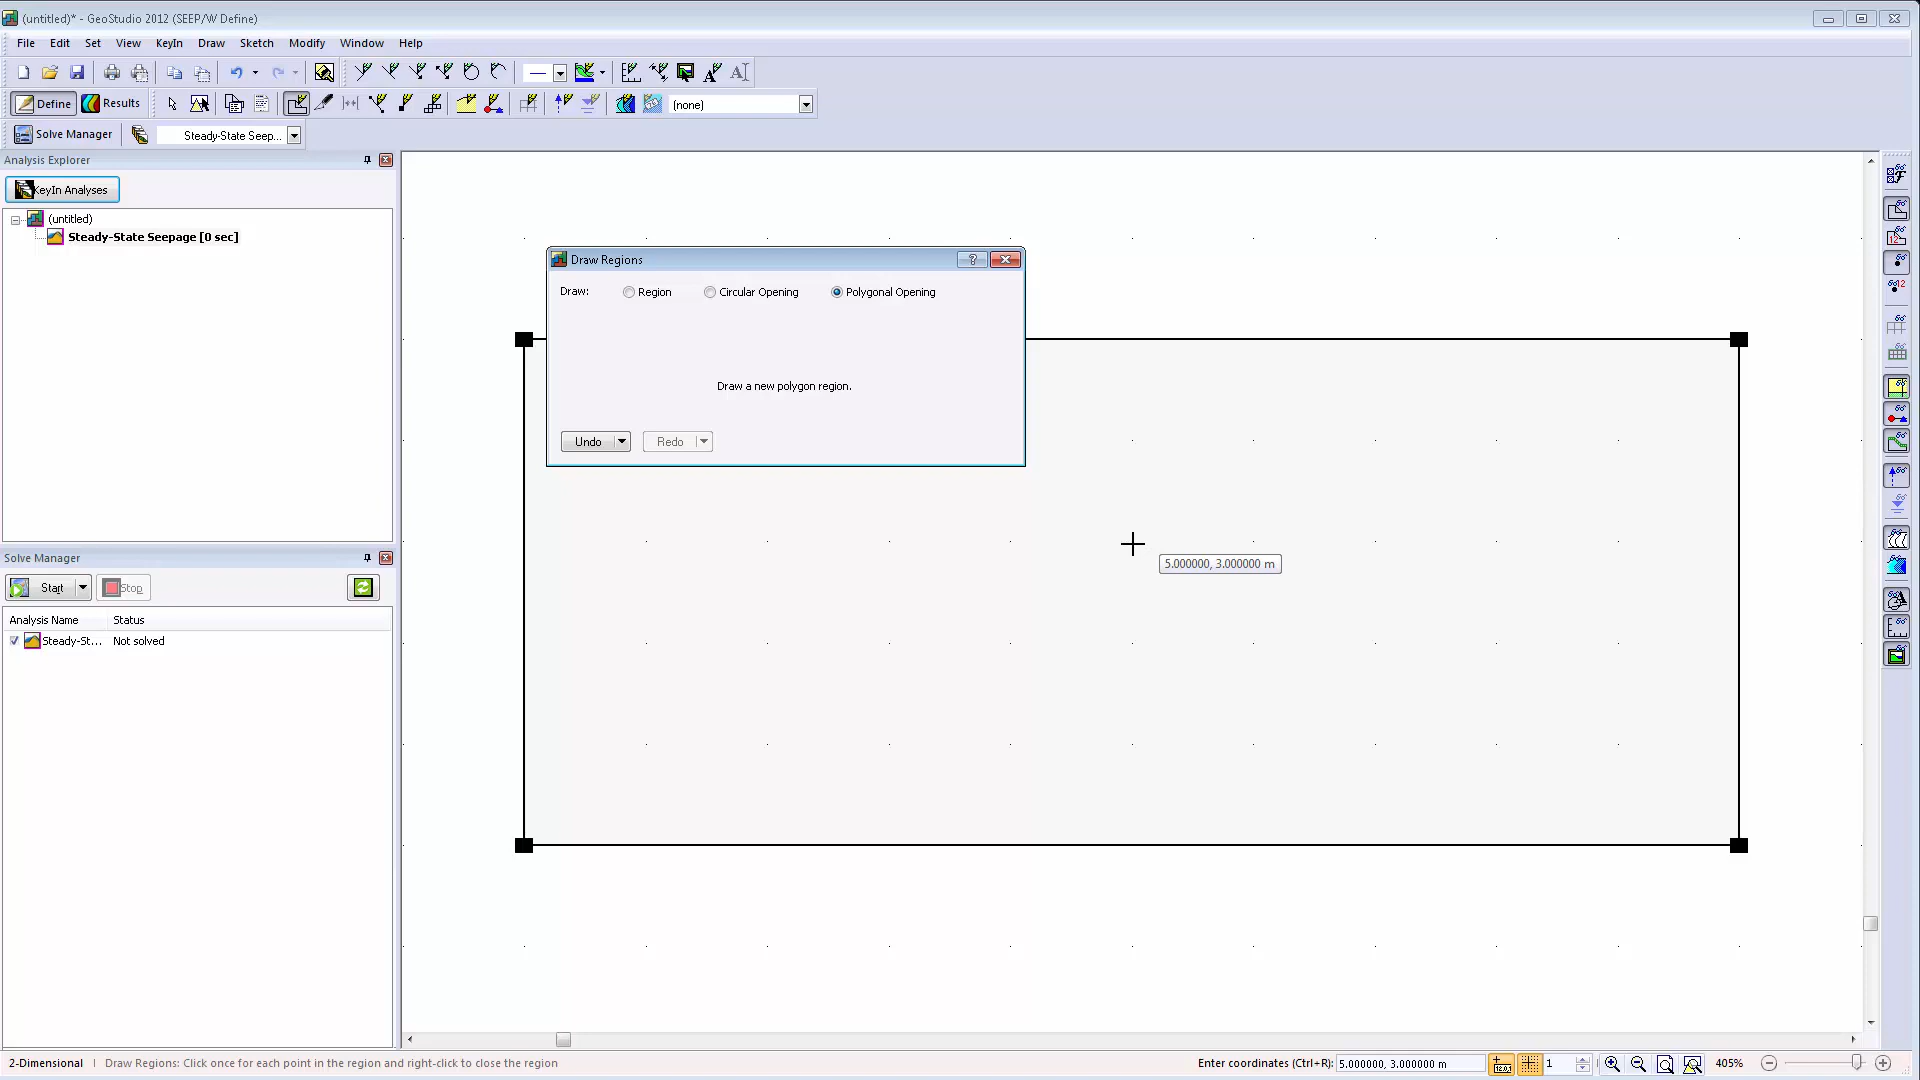 (untitled)* - GeoStudio 2012 (SEEP/W Define)
File Edit Set View KeyIn Draw Sketch Modify Window Help
Define Results (none)
Solve Manager Steady-State Seep...
Analysis Explorer
KeyIn Analyses
(untitled)
Steady-State Seepage [0 sec]
Draw Regions
Draw: Region Circular Opening Polygonal Opening
Draw a new polygon region.
Undo Redo
5.000000, 3.000000 m
Solve Manager
Start Stop
Analysis Name Status
Steady-St... Not solved
2-Dimensional Draw Regions: Click once for each point in the region and right-click to close the region Enter coordinates (Ctrl+R): 5.000000, 3.000000 m 1 405%